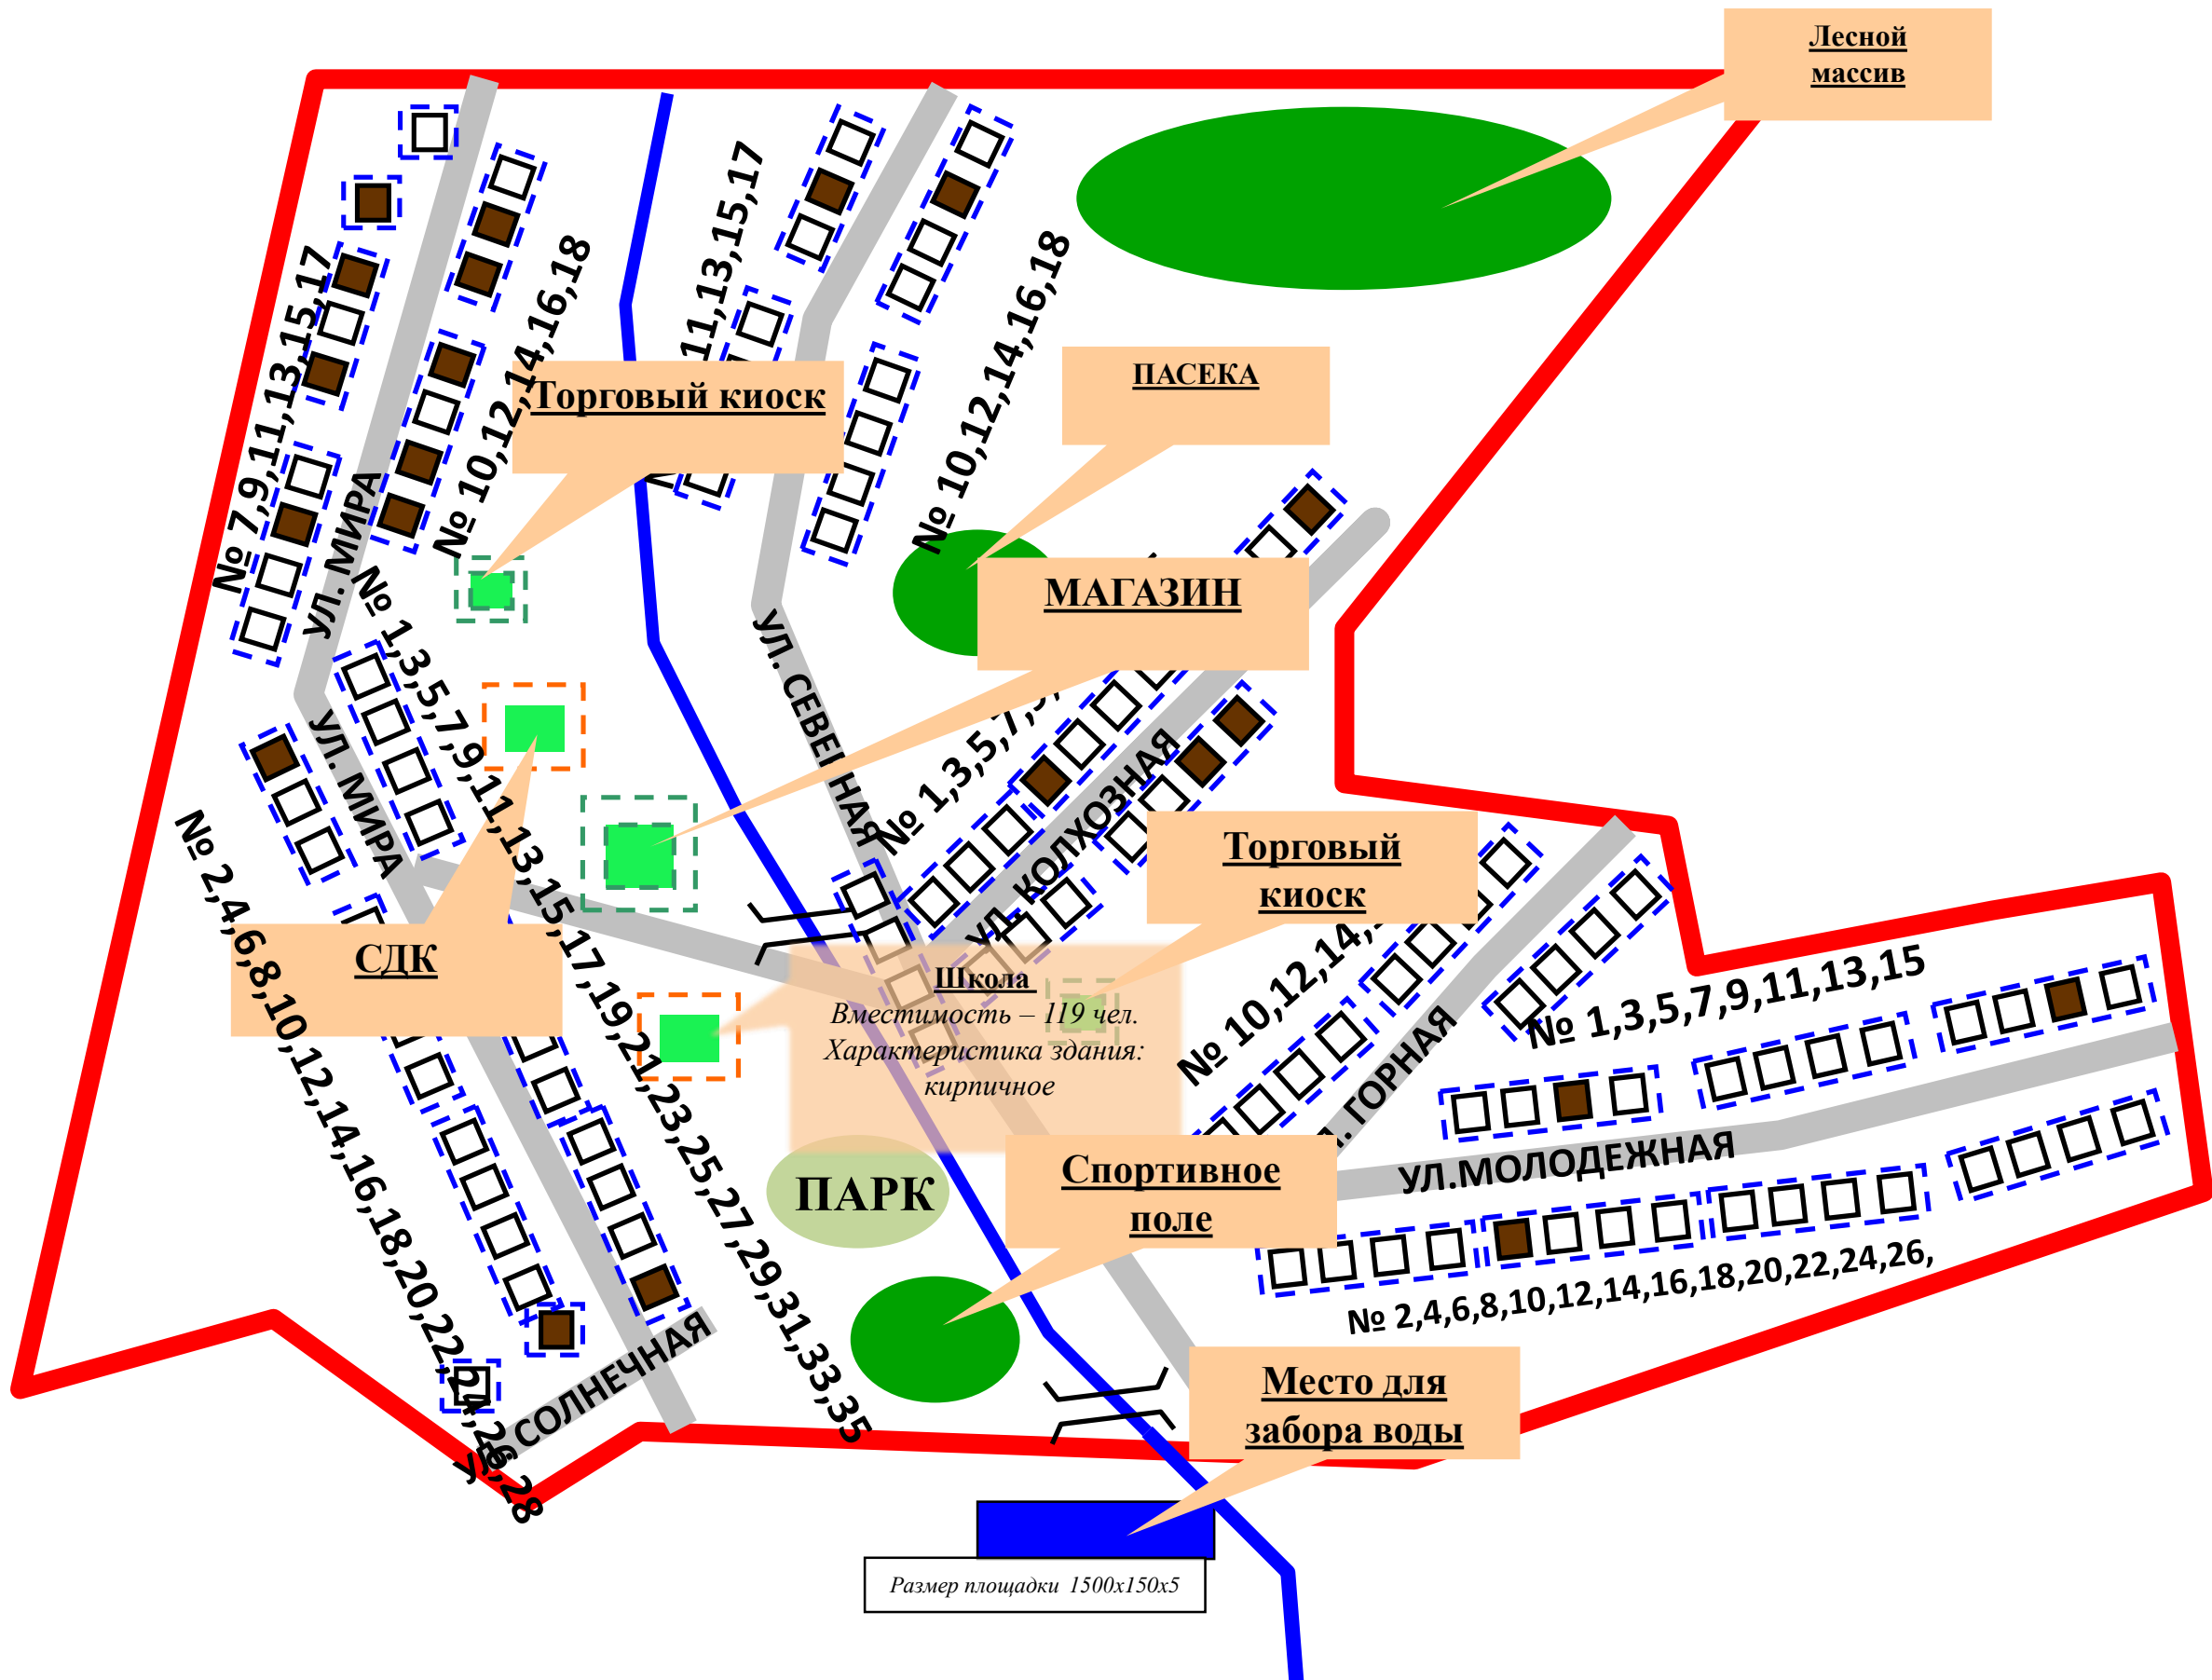 Лесной
массив
11,13,15,17
№ 10,12,14,16,18
№ 10,12,14,16,18
№ 7,9,11,13,15,17
Торговый киоск
ПАСЕКА
УЛ. МИРА
МАГАЗИН
№ 1,3,5,7,9,11,13,15,17,19,21,23,25,27,29,31,33,35
УЛ. СЕВЕРНАЯ
УЛ. МИРА
№ 1,3,5,7,9,
УЛ. КОЛХОЗНАЯ
№ 2,4,6,8,10,12,14,16,18,20,22,24,26,28
Торговый
киоск
СДК
№ 10,12,14,
Школа
Вместимость – 119 чел.
Характеристика здания:
кирпичное
№ 1,3,5,7,9,11,13,15
. ГОРНАЯ
УЛ.МОЛОДЕЖНАЯ
Спортивное
поле
ПАРК
№ 2,4,6,8,10,12,14,16,18,20,22,24,26,
УЛ. СОЛНЕЧНАЯ
Место для
забора воды
Размер площадки 1500х150х5